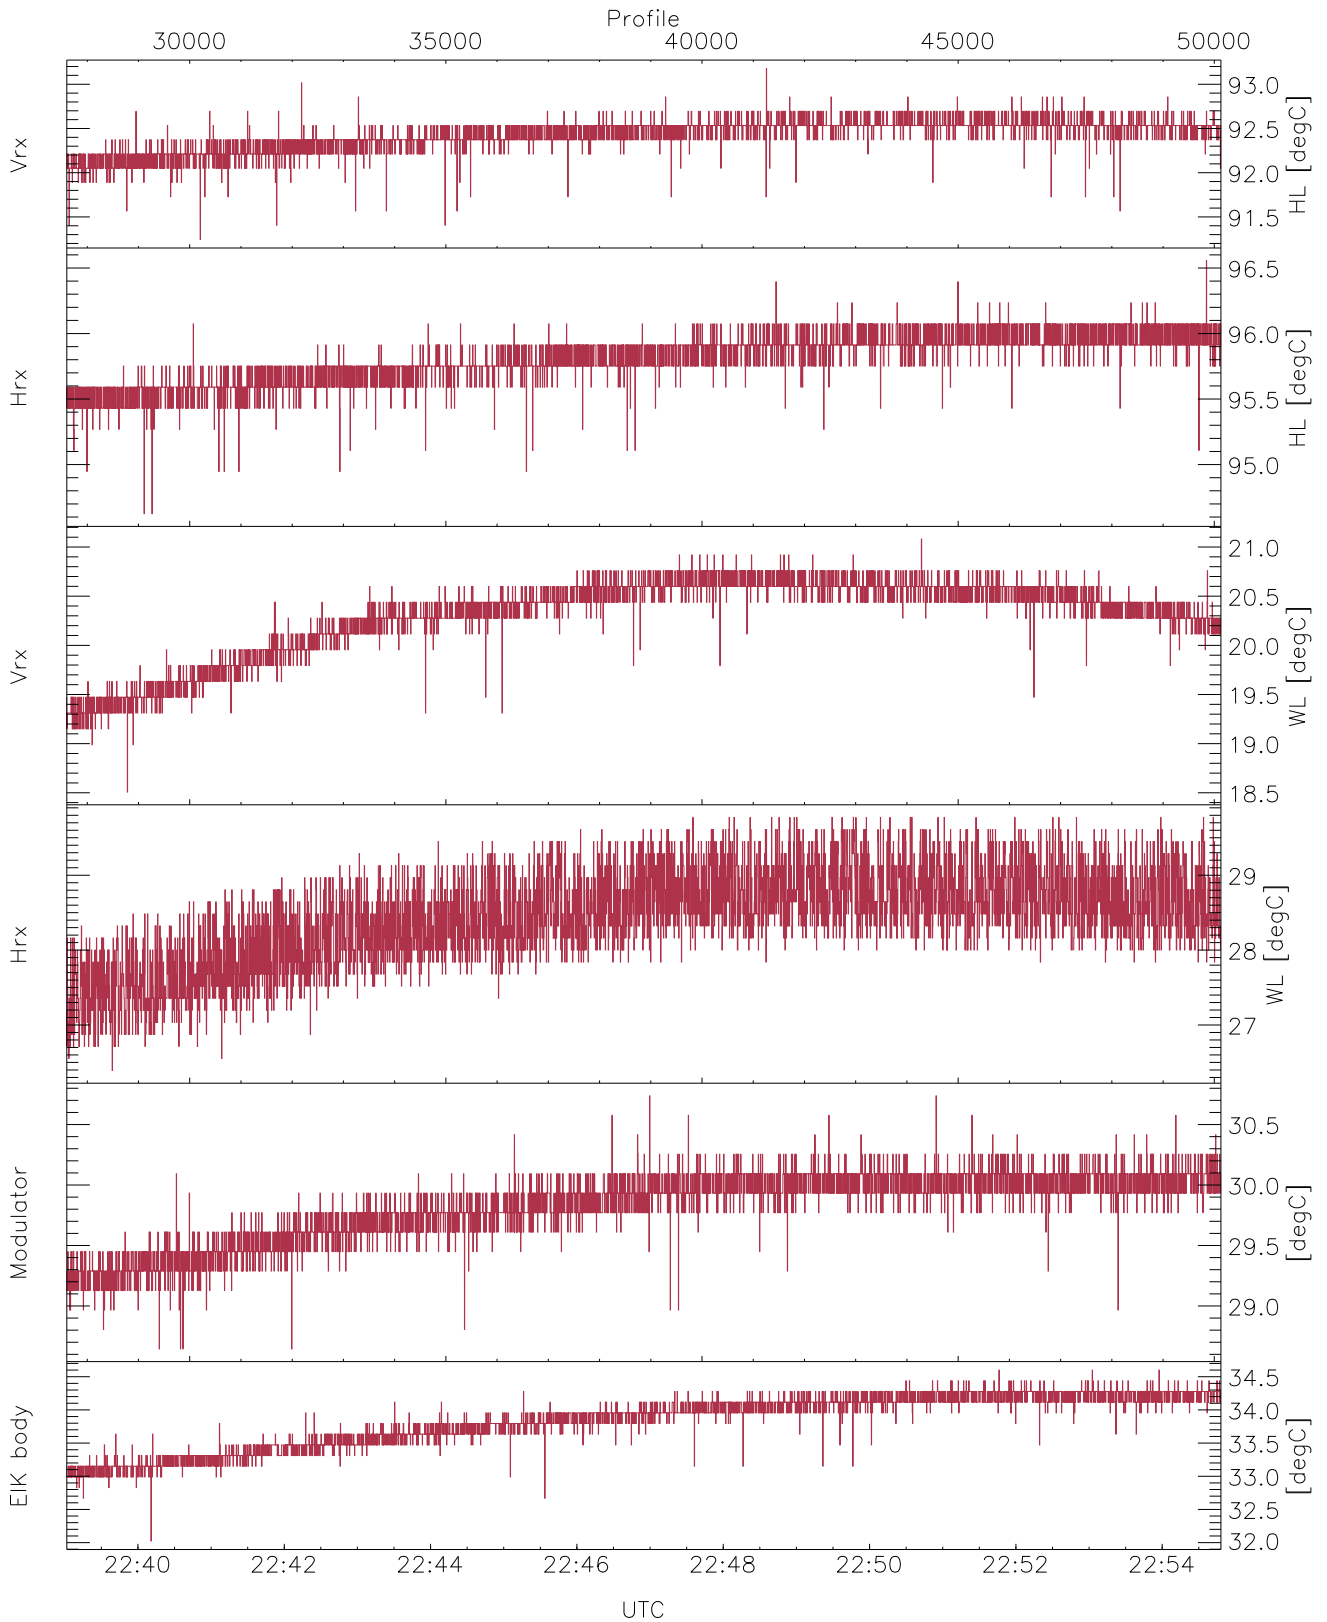 Profile
30000 35000 40000 45000 50000
Vrx
93.0
92.5
92.0
91.5
HL [degC]
Hrx
96.5
96.0
95.5
95.0
HL [degC]
Vrx
21.0
20.5
20.0
19.5
19.0
18.5
WL [degC]
Hrx
29
28
27
WL [degC]
Modulator
30.5
30.0
29.5
29.0
[degC]
EIK body
34.5
34.0
33.5
33.0
32.5
32.0
[degC]
22:40 22:42 22:44 22:46 22:48 22:50 22:52 22:54
UTC